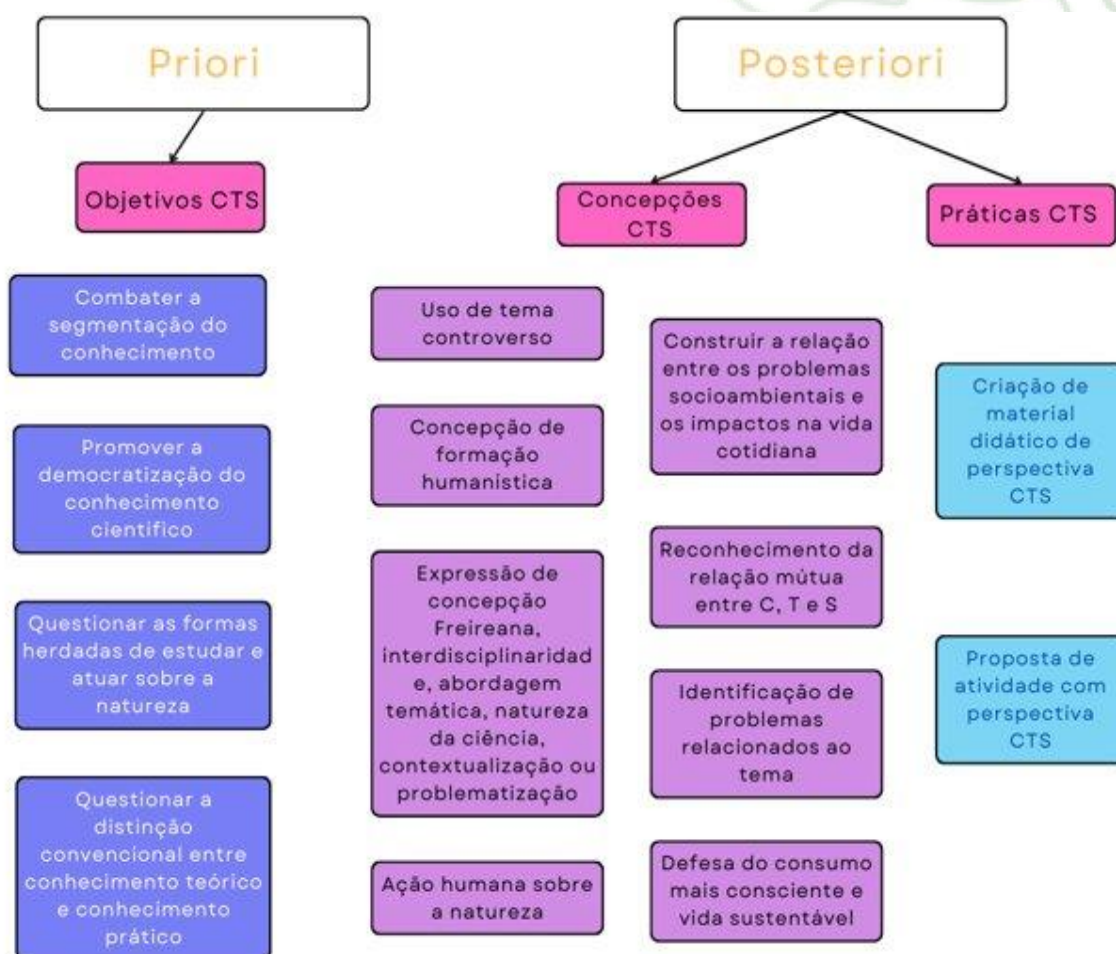 Priori
Posteriori
Objetivos CTS
Concepções
CTS
Práticas CTS
Combater a
segmentação do
conhecimento
Promover a
democratização do
conhecimento
científico
Questionar as formas
herdadas de estudar e
atuar sobre a
natureza
Questionar a
distinção
convencional entre
conhecimento teórico
e conhecimento
prático
Uso de tema
controverso
Concepção de
formação
humanística
Expressão de
concepção
Freireana,
interdisciplinaridad
e, abordagem
temática, natureza
da ciência,
contextualização ou
problematização
Ação humana sobre
a natureza
Construir a relação
entre os problemas
socioambientais e
os impactos na vida
cotidiana
Reconhecimento da
relação mútua
entre C, T e S
Identificação de
problemas
relacionados ao
tema
Defesa do consumo
mais consciente e
vida sustentável
Criação de
material
didático de
perspectiva
CTS
Proposta de
atividade com
perspectiva
CTS